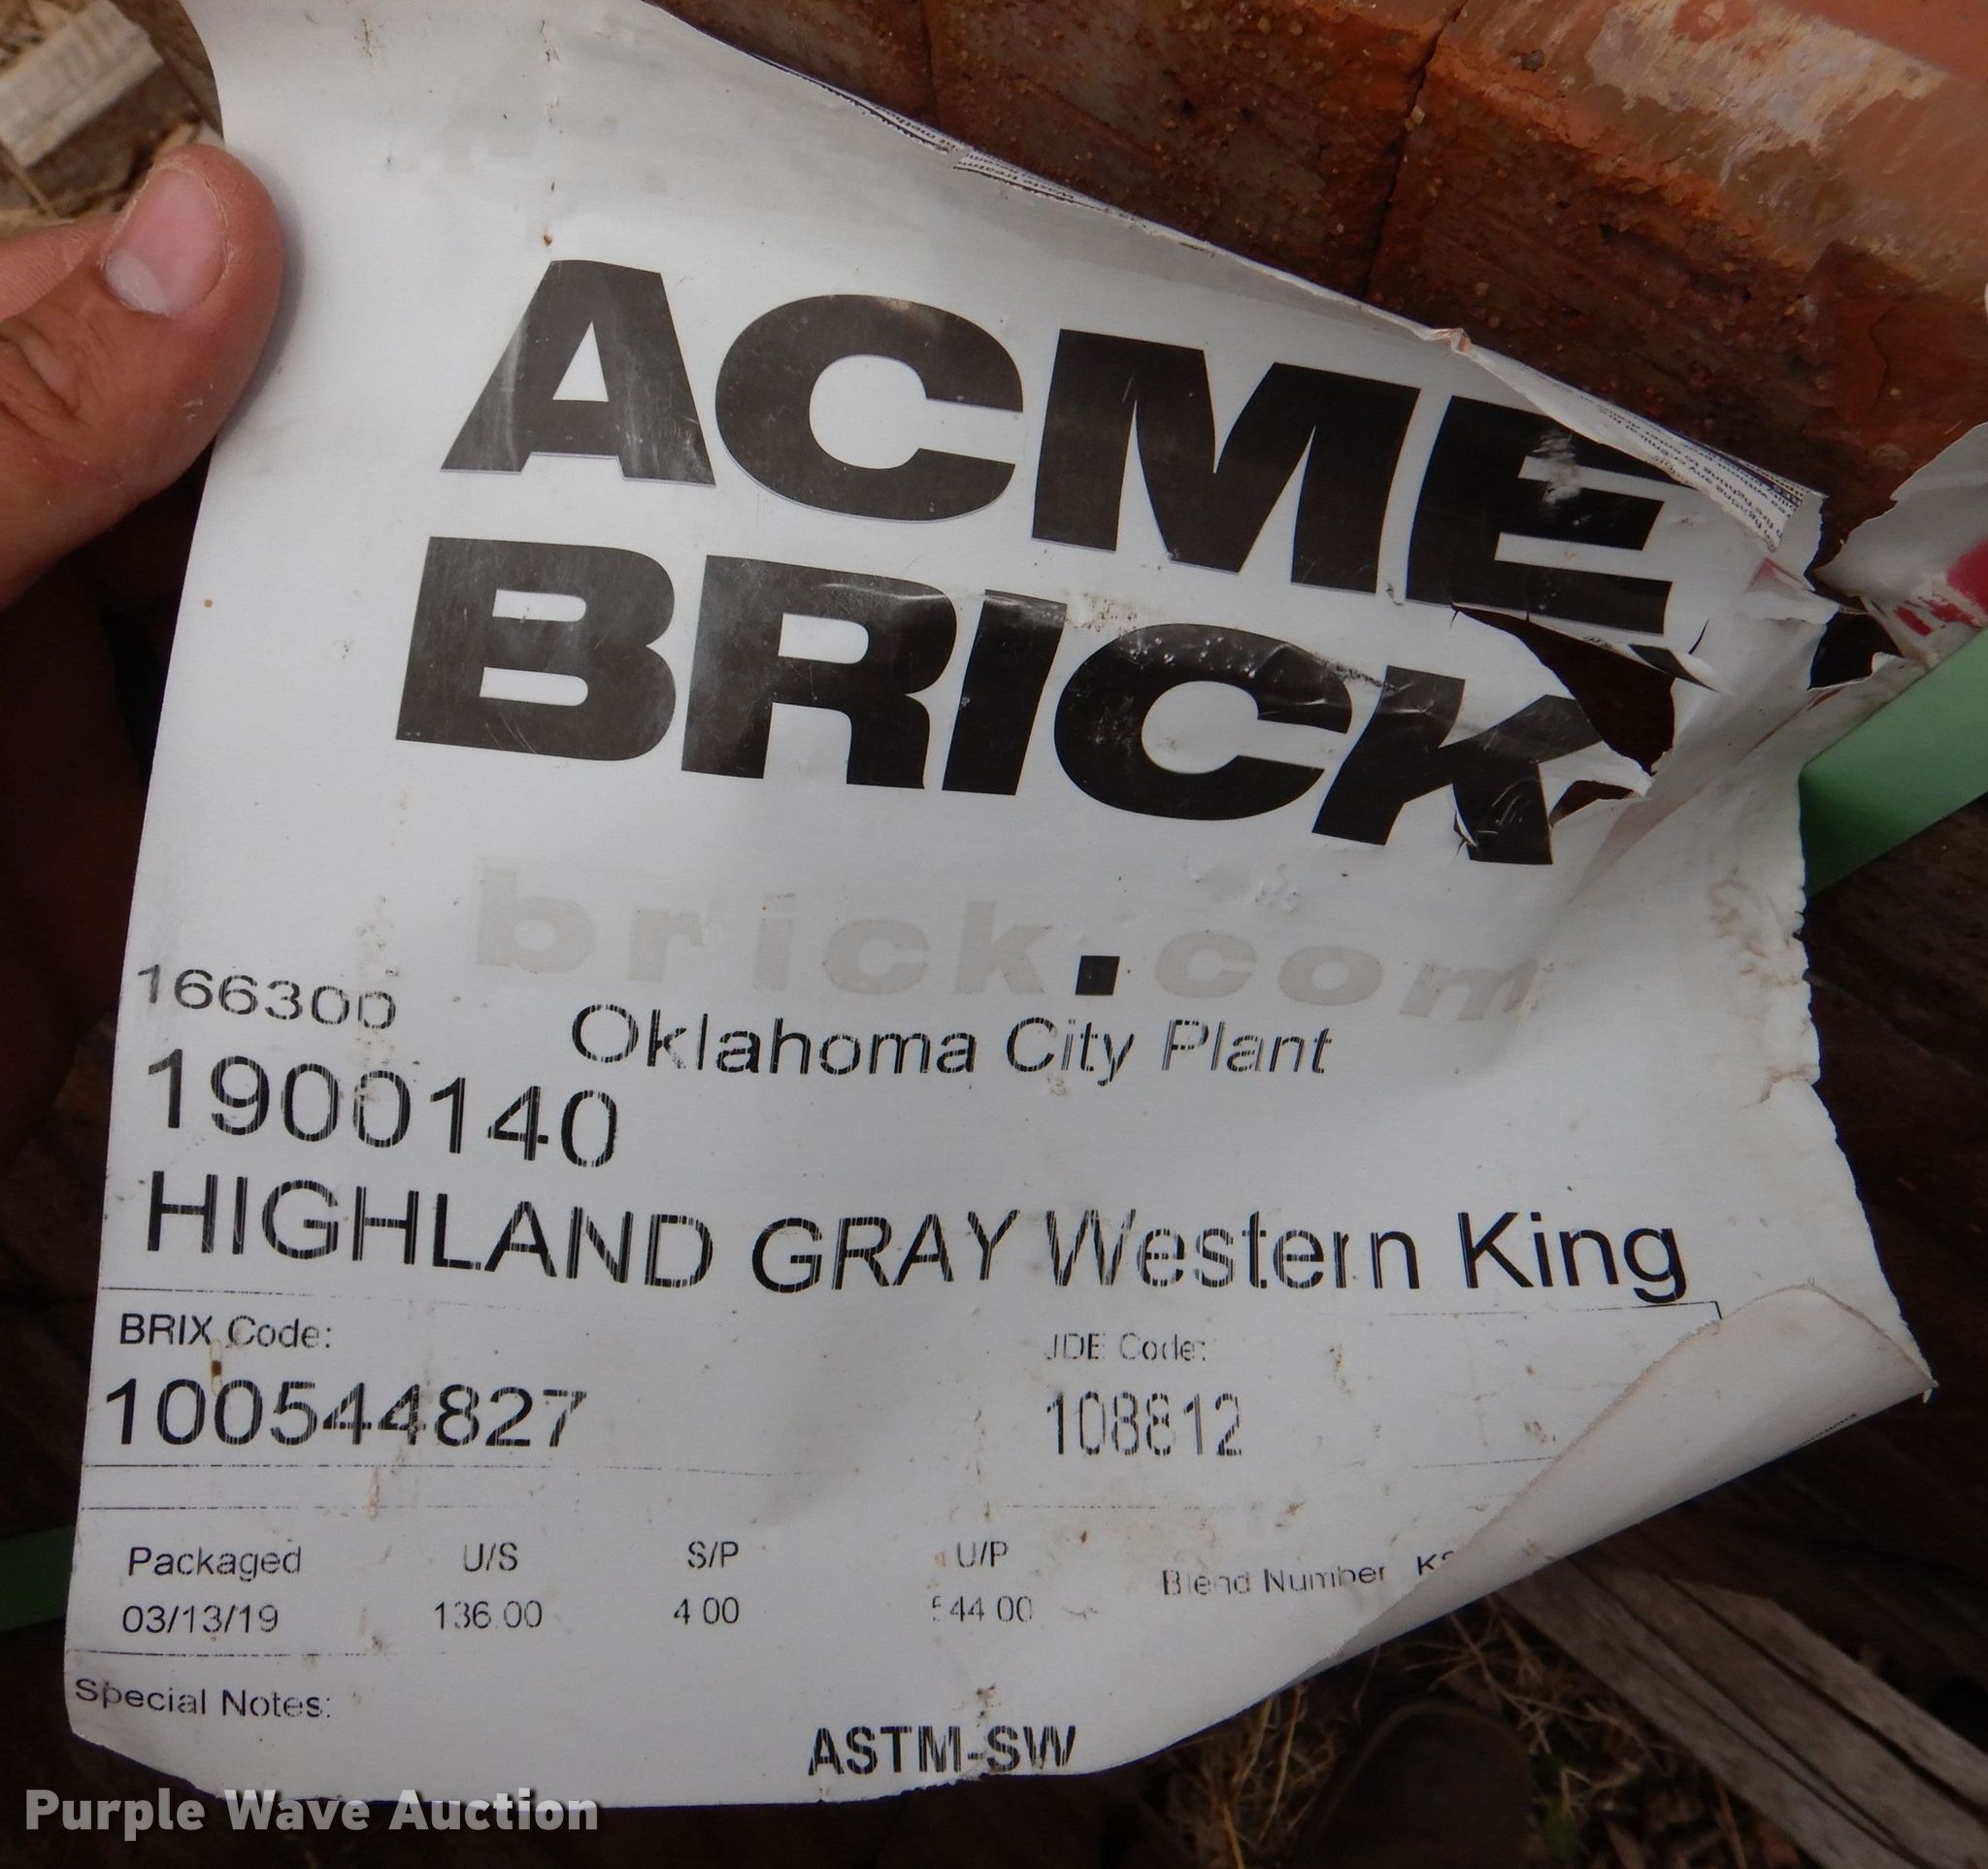 ACME
BRICK
brick.com
166300
Oklahoma City Plant
1900140
HIGHLAND GRAY Western King
BRIX Code:
JDE Code:
100544827
108812
Packaged U/S S/P U/P
03/13/19 136.00 4.00 544.00
Blend Number
Special Notes:
ASTM-SW
Purple Wave Auction